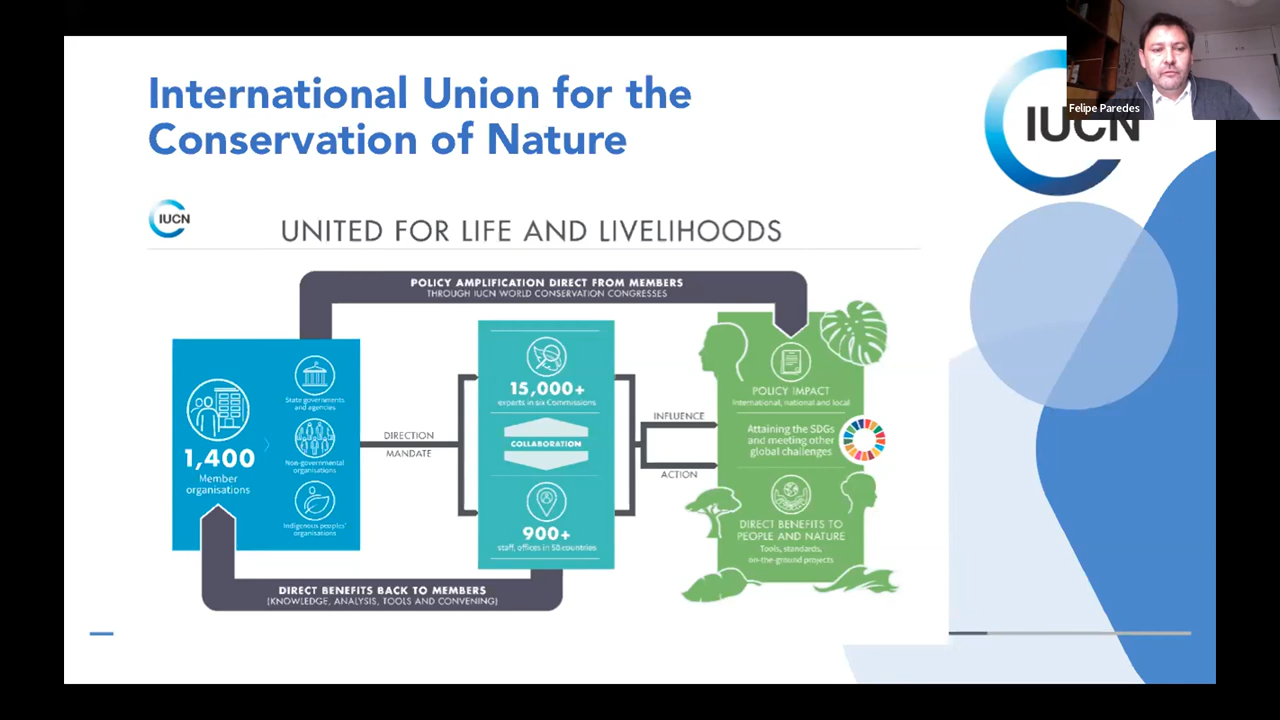 International Union for the
Conservation of Nature
Felipe Paredes
IUCN
IUCN
UNITED FOR LIFE AND LIVELIHOODS
POLICY AMPLIFICATION DIRECT FROM MEMBERS
THROUGH IUCN WORLD CONSERVATION CONGRESSES
1,400
Member
organisations
State governments
and agencies
Non-governmental
organisations
Indigenous peoples'
organisations
DIRECTION
MANDATE
15,000+
experts in six Commissions
COLLABORATION
900+
staff, offices in 50 countries
INFLUENCE
ACTION
POLICY IMPACT
International, national and local
Attaining the SDGs
and meeting other
global challenges
DIRECT BENEFITS TO
PEOPLE AND NATURE
Tools, standards,
on-the-ground projects
DIRECT BENEFITS BACK TO MEMBERS
(KNOWLEDGE, ANALYSIS, TOOLS AND CONVENING)